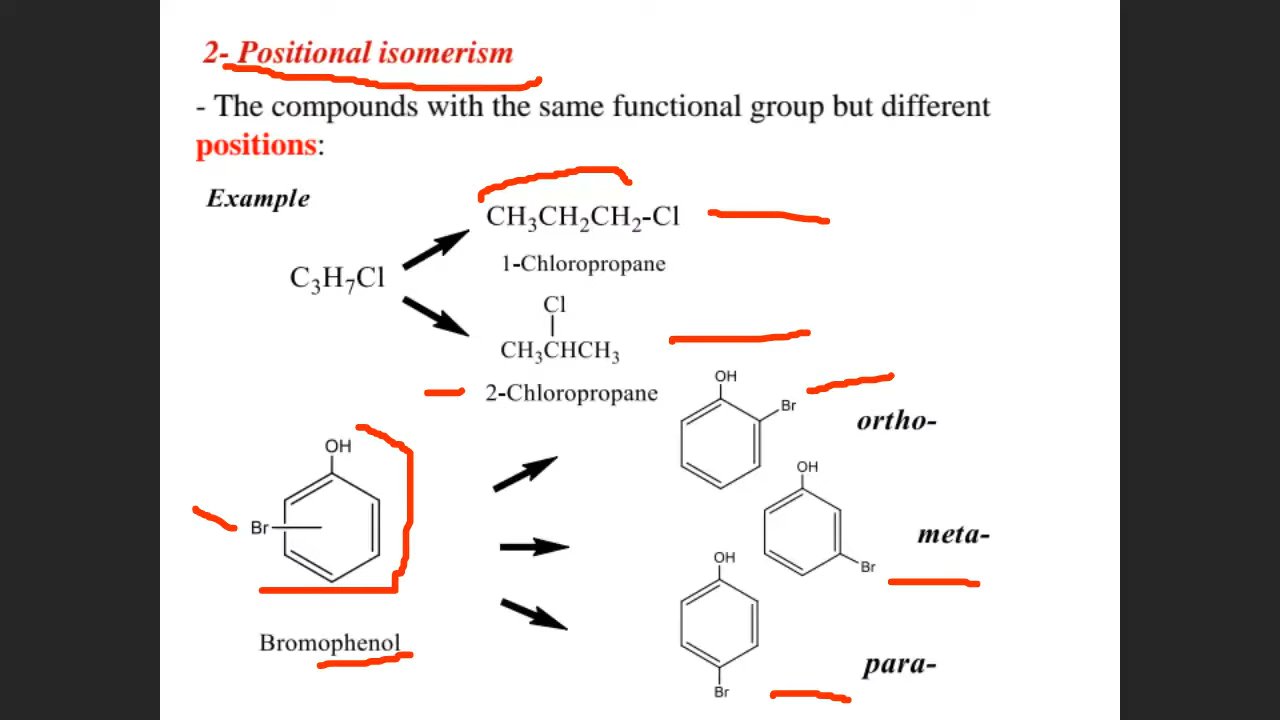 2- Positional isomerism
- The compounds with the same functional group but different
positions:
Example
CH3CH2CH2-Cl
1-Chloropropane
C3H7Cl
Cl
CH3CHCH3
2-Chloropropane
OH
Br
ortho-
OH
Br
Bromophenol
OH
Br
meta-
OH
Br
para-